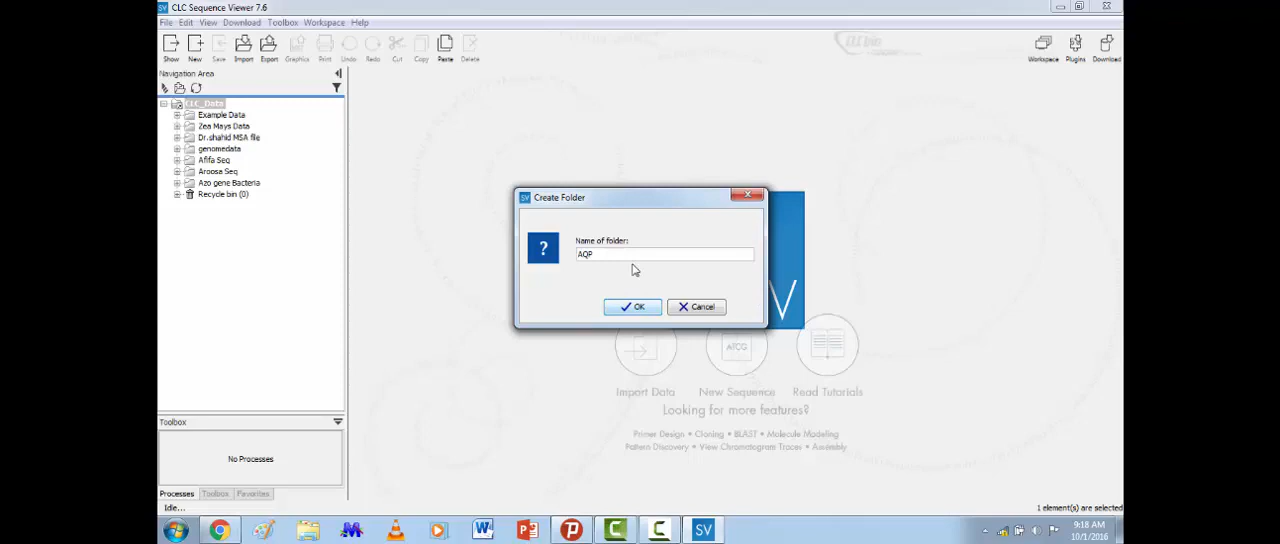 CLC Sequence Viewer 7.6
File Edit View Download Toolbox Workspace Help
Show New Save Import Export Graphics Print Undo Redo Cut Copy Paste Delete Workspace Plugins Download
Navigation Area
CLC_Data
Example Data
Zea Mays Data
Dr.shahid MSA file
genomedata
Afifa Seq
Aroosa Seq
Azo gene Bacteria
Recycle bin (0)
Create Folder
Name of folder:
AQP
OK Cancel
ATCG
Import Data New Sequence Read Tutorials
Looking for more features?
Primer Design • Cloning • BLAST • Molecule Modeling
Pattern Discovery • View Chromatogram Traces • Assembly
Toolbox
No Processes
Processes Toolbox Favorites
Idle... 1 element(s) are selected
9:18 AM
10/1/2016